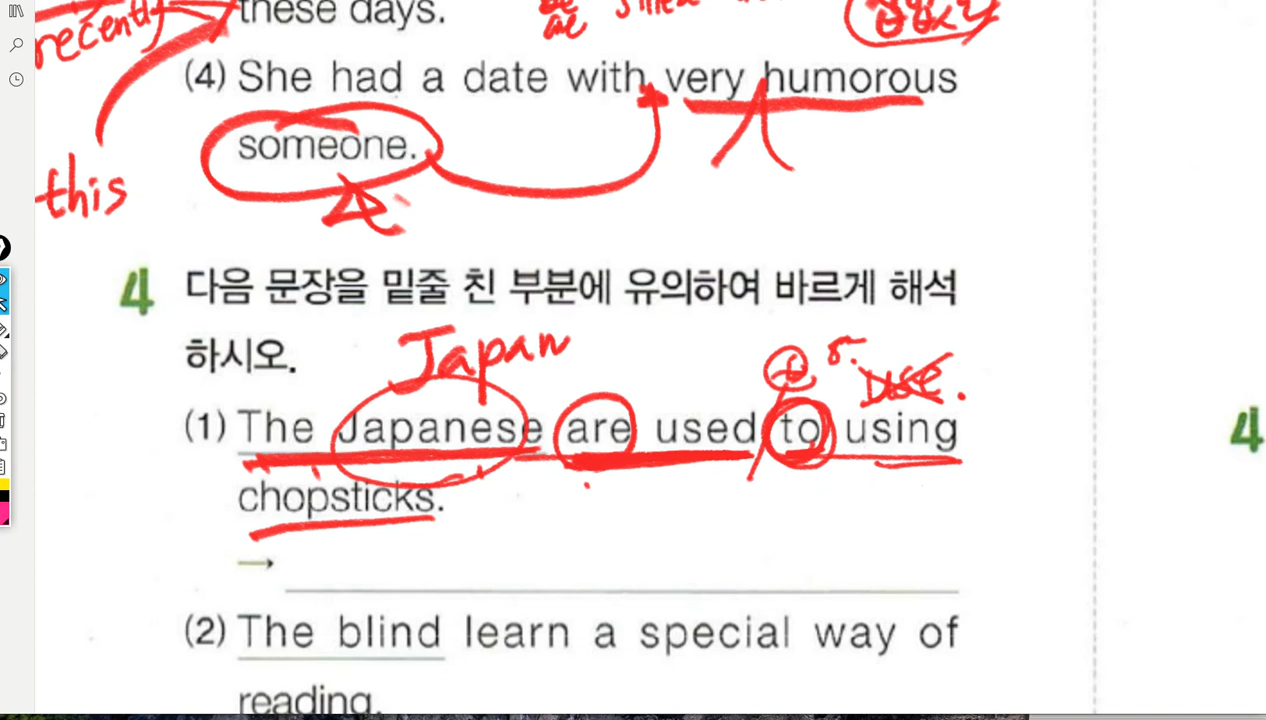 these days.
recently
(4) She had a date with very humorous
someone.
this
4 다음 문장을 밑줄 친 부분에 유의하여 바르게 해석
하시오.
Japan
(1) The Japanese are used to using
chopsticks.
→
4
(2) The blind learn a special way of
reading.